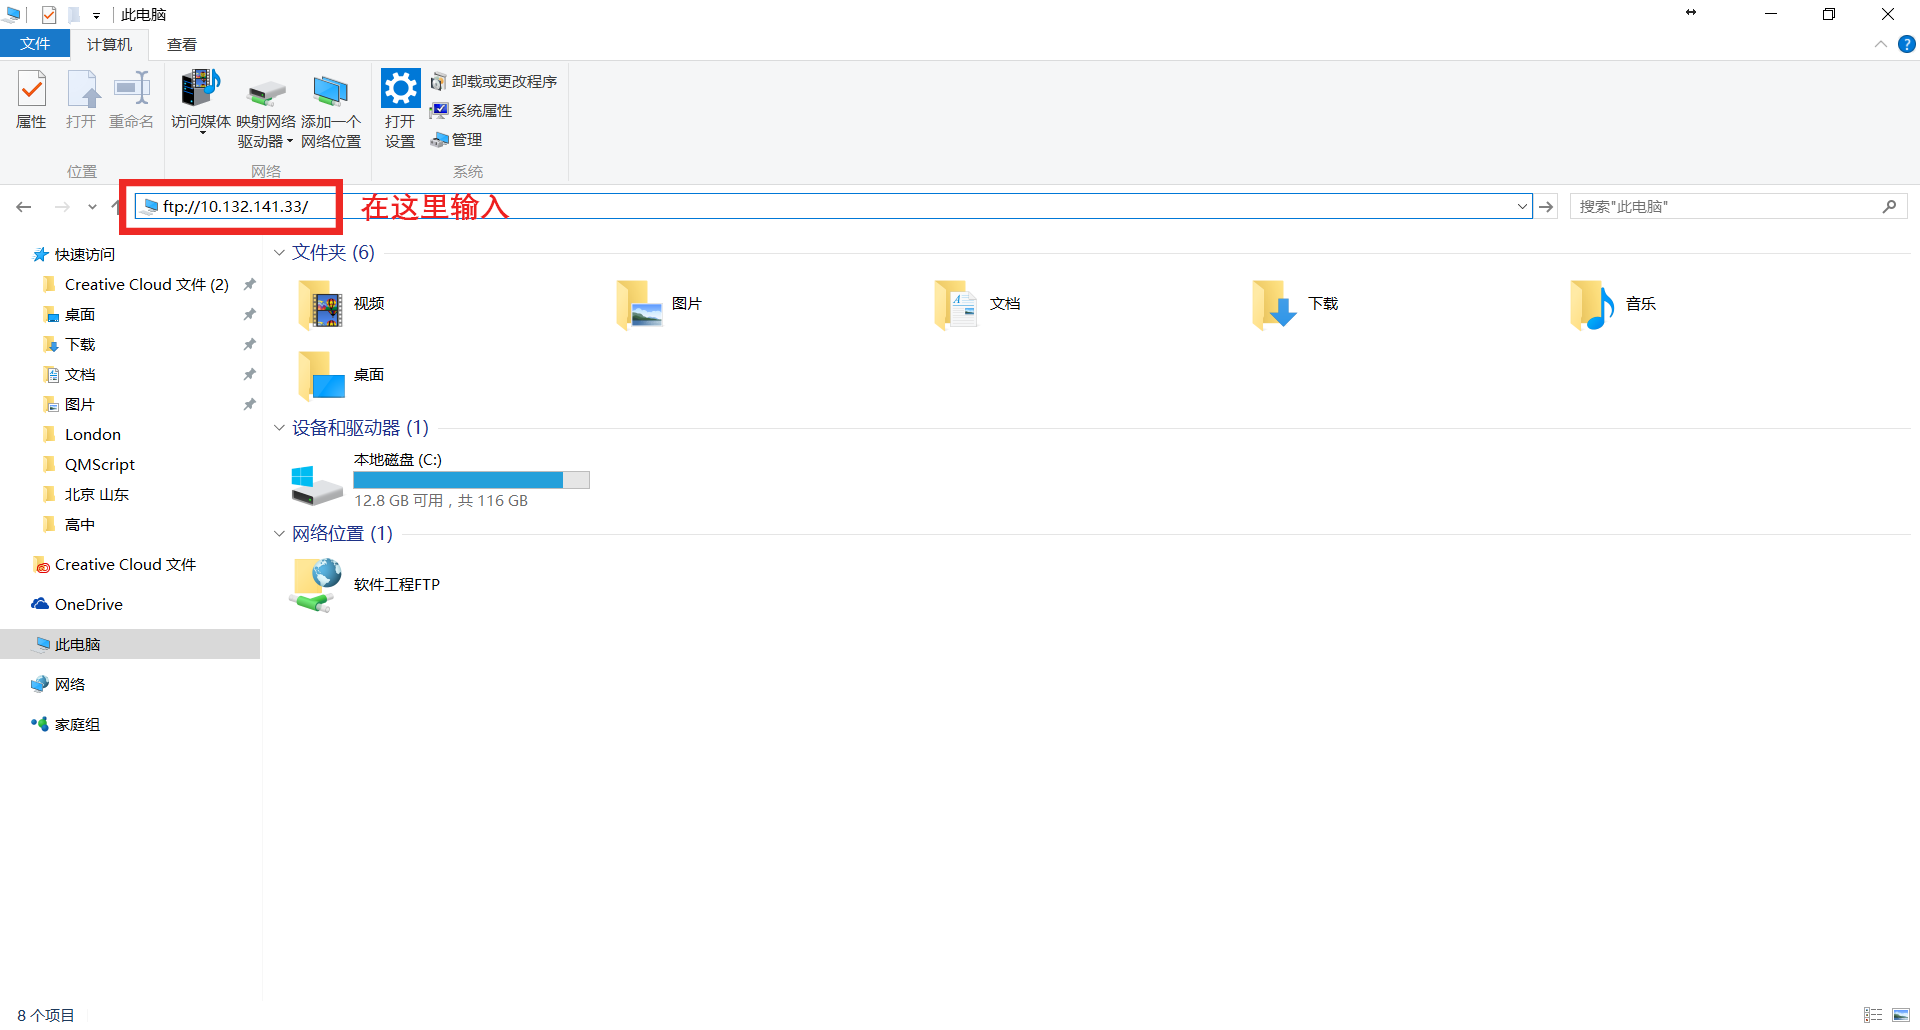 此电脑
文件
计算机
查看
属性
打开
重命名
访问媒体
映射网络
驱动器
添加一个
网络位置
打开
设置
卸载或更改程序
系统属性
管理
位置
网络
系统
ftp://10.132.141.33/
在这里输入
搜索"此电脑"
快速访问
Creative Cloud 文件 (2)
桌面
下载
文档
图片
London
QMScript
北京 山东
高中
Creative Cloud 文件
OneDrive
此电脑
网络
家庭组
文件夹 (6)
视频
图片
文档
下载
音乐
桌面
设备和驱动器 (1)
本地磁盘 (C:)
12.8 GB 可用，共 116 GB
网络位置 (1)
软件工程FTP
8 个项目